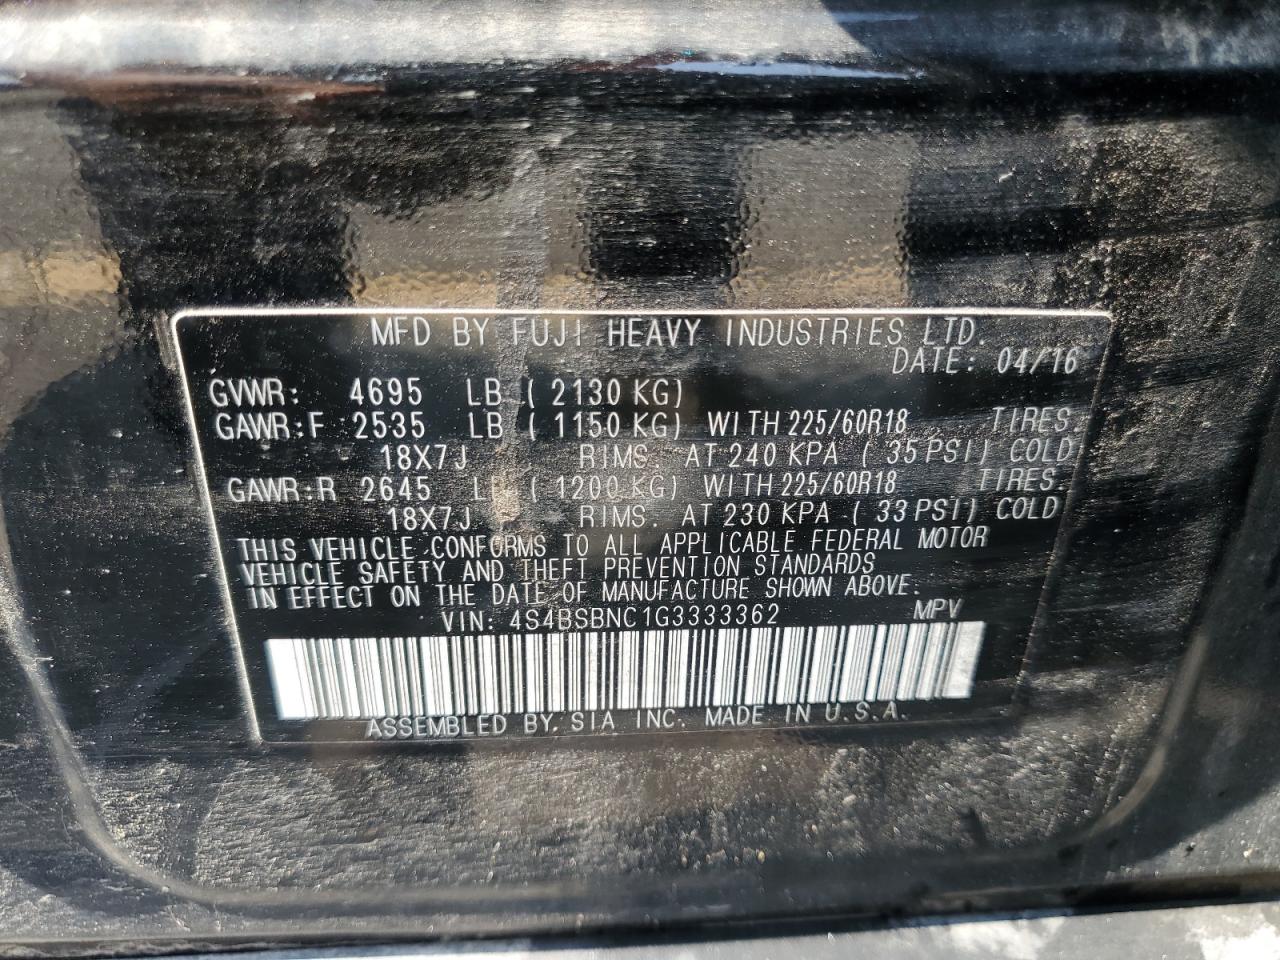 MFD BY FUJI HEAVY INDUSTRIES LTD.
DATE: 04/16
GVWR: 4695 LB ( 2130 KG)
GAWR:F 2535 LB ( 1150 KG) WITH 225/60R18 TIRES.
18X7J RIMS. AT 240 KPA ( 35 PSI) COLD
GAWR:R 2645 LB ( 1200 KG) WITH 225/60R18 TIRES.
18X7J RIMS. AT 230 KPA ( 33 PSI) COLD
THIS VEHICLE CONFORMS TO ALL APPLICABLE FEDERAL MOTOR
VEHICLE SAFETY AND THEFT PREVENTION STANDARDS
IN EFFECT ON THE DATE OF MANUFACTURE SHOWN ABOVE.
VIN: 4S4BSBNC1G3333362 MPV
ASSEMBLED BY. SIA INC. MADE IN U.S.A.